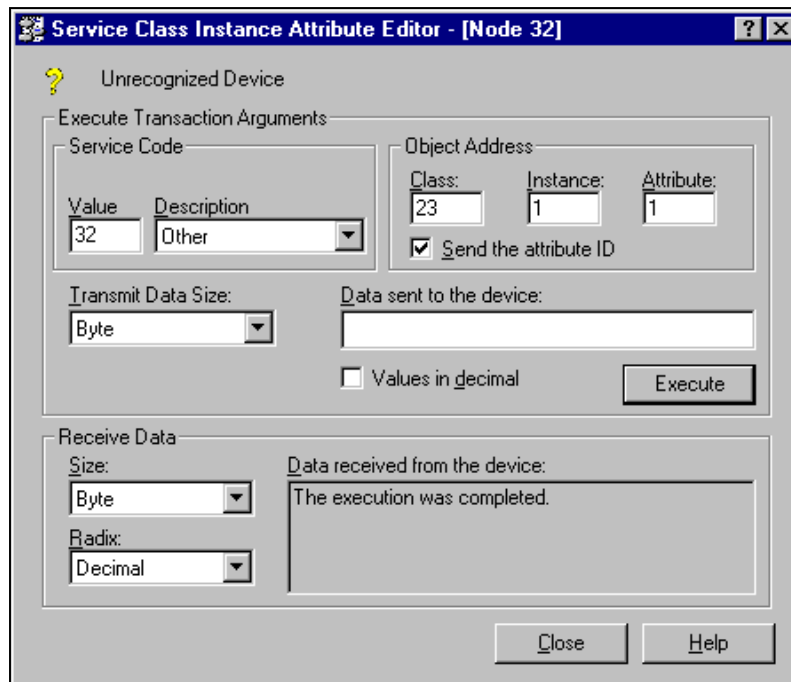 Service Class Instance Attribute Editor - [Node 32]
? Unrecognized Device
Execute Transaction Arguments
Service Code
Object Address
Class: Instance: Attribute:
23 1 1
Value Description
32 Other
Send the attribute ID
Transmit Data Size: Data sent to the device:
Byte
Values in decimal Execute
Receive Data
Size: Data received from the device:
Byte The execution was completed.
Radix:
Decimal
Close Help